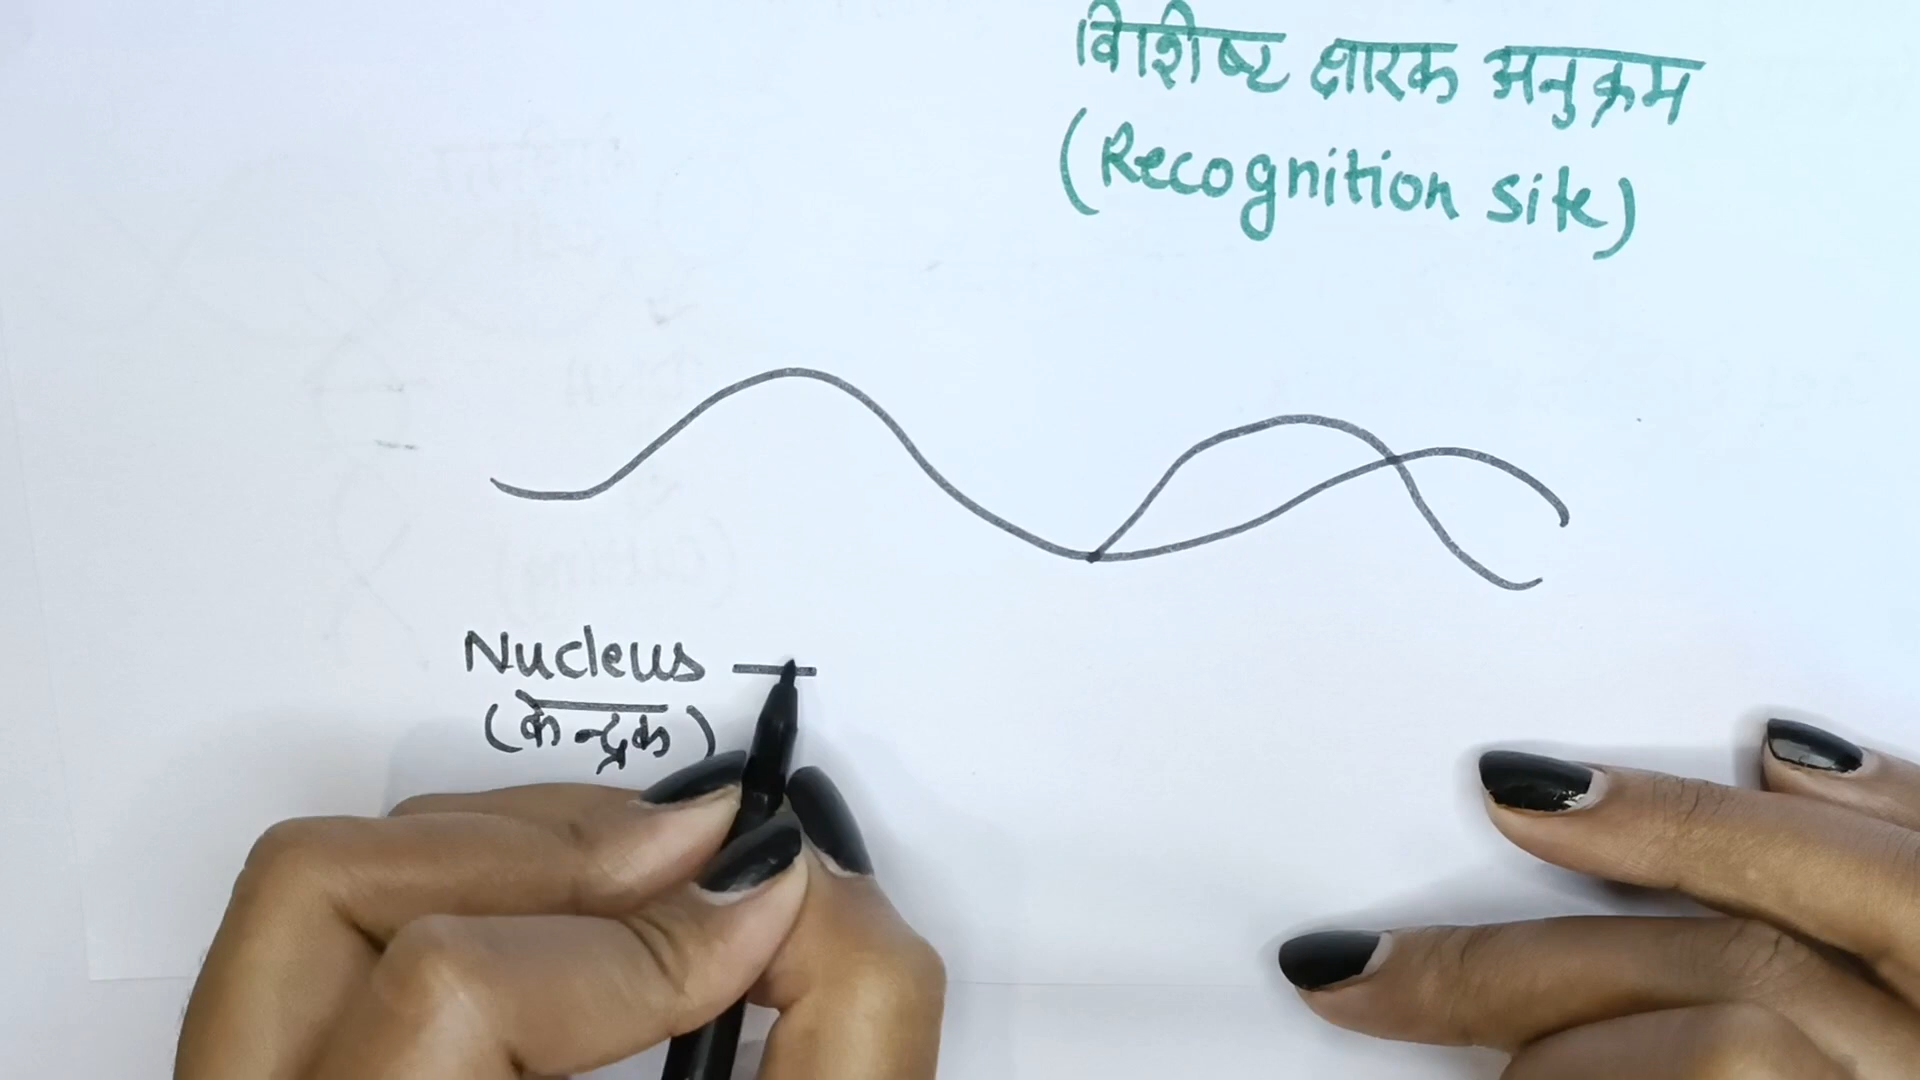 विशिष्ट क्षारक अनुक्रम
(Recognition site)
Nucleus —
(केन्द्रक)